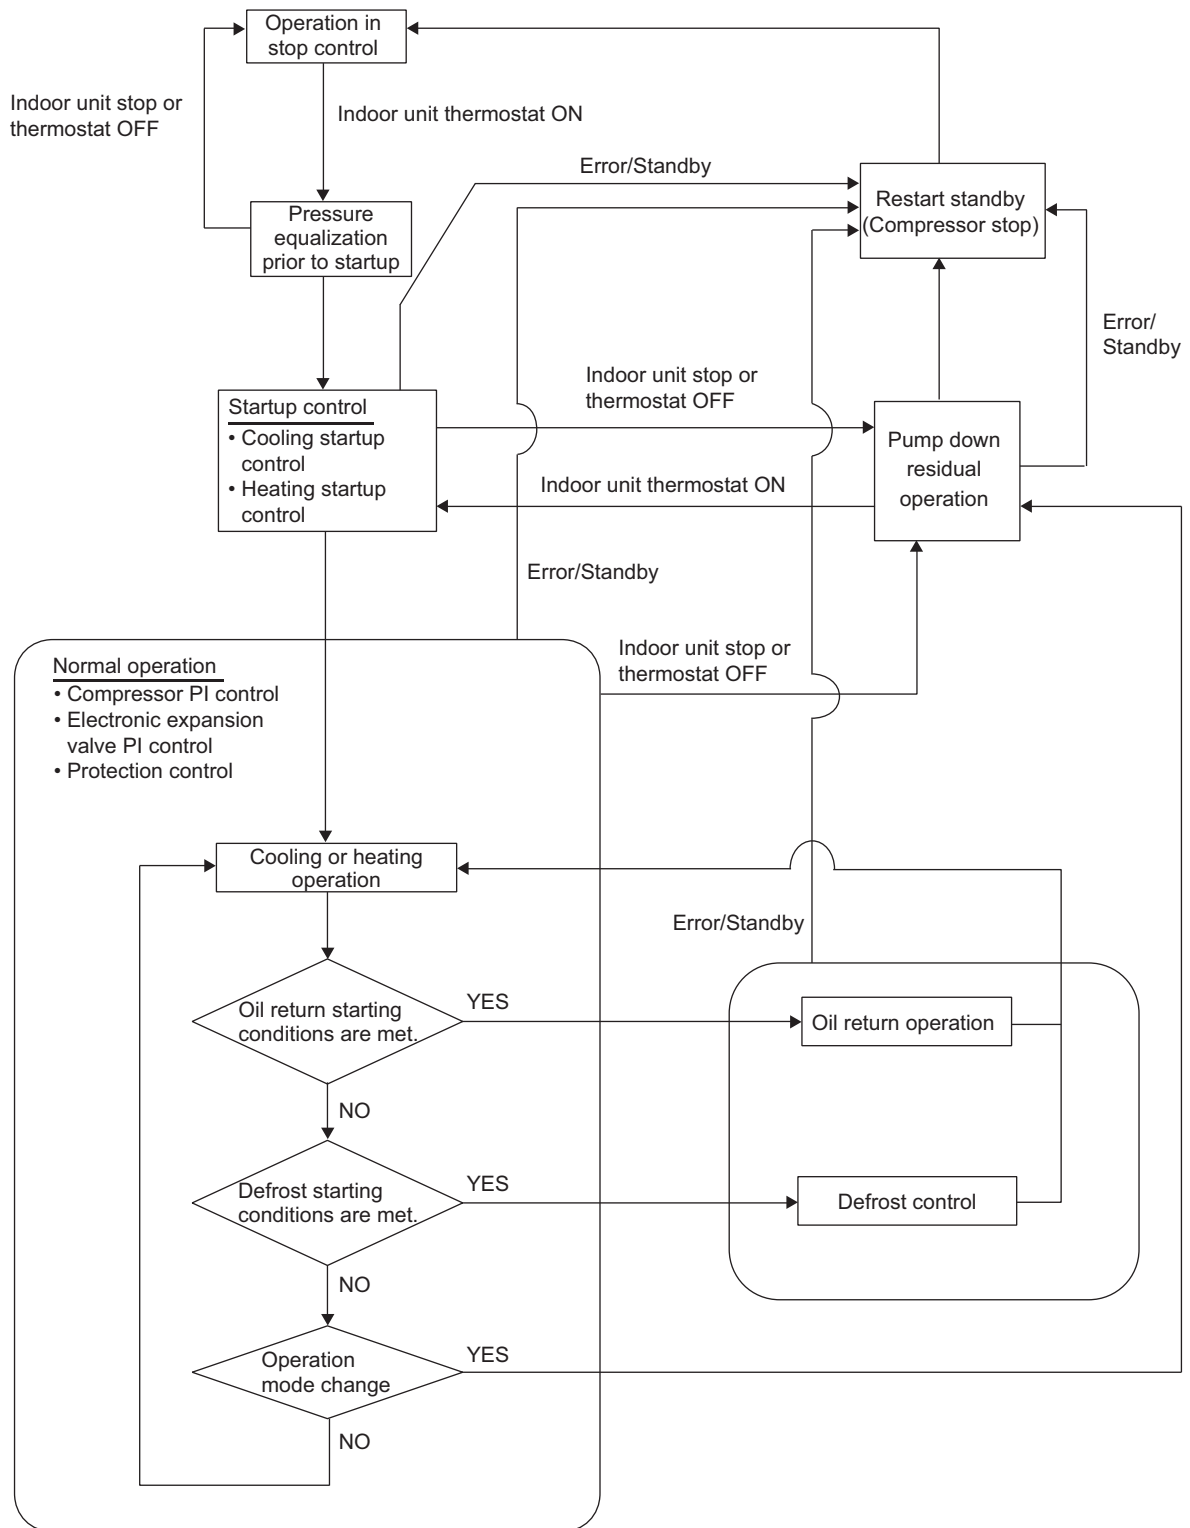 Operation in
stop control
Indoor unit stop or
thermostat OFF
Indoor unit thermostat ON
Error/Standby
Restart standby
(Compressor stop)
Pressure
equalization
prior to startup
Error/
Standby
Indoor unit stop or
thermostat OFF
Startup control
• Cooling startup
control
• Heating startup
control
Pump down
residual
operation
Indoor unit thermostat ON
Error/Standby
Indoor unit stop or
thermostat OFF
Normal operation
• Compressor PI control
• Electronic expansion
valve PI control
• Protection control
Cooling or heating
operation
Error/Standby
Oil return starting
conditions are met.
YES
Oil return operation
NO
Defrost starting
conditions are met.
YES
Defrost control
NO
Operation
mode change
YES
NO